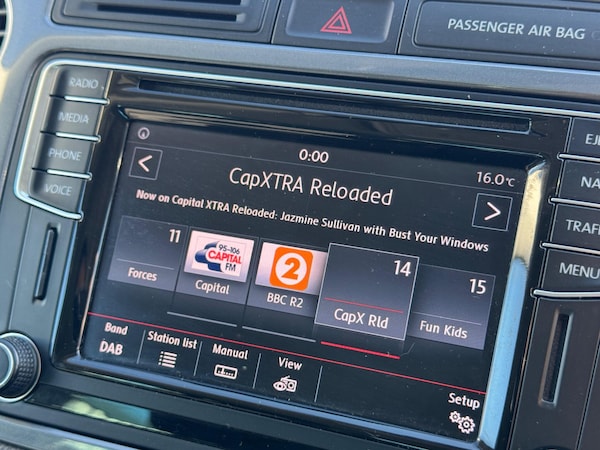 PASSENGER AIR BAG
RADIO
MEDIA
PHONE
VOICE
0:00
16.0°C
<
CapXTRA Reloaded
>
Now on Capital XTRA Reloaded: Jazmine Sullivan with Bust Your Windows
11
Forces
95-106
CAPITAL
FM
Capital
2
BBC R2
14
CapX Rld
15
Fun Kids
Band
DAB
Station list
Manual
View
Setup
EJE
NA
TRAFFI
MENU